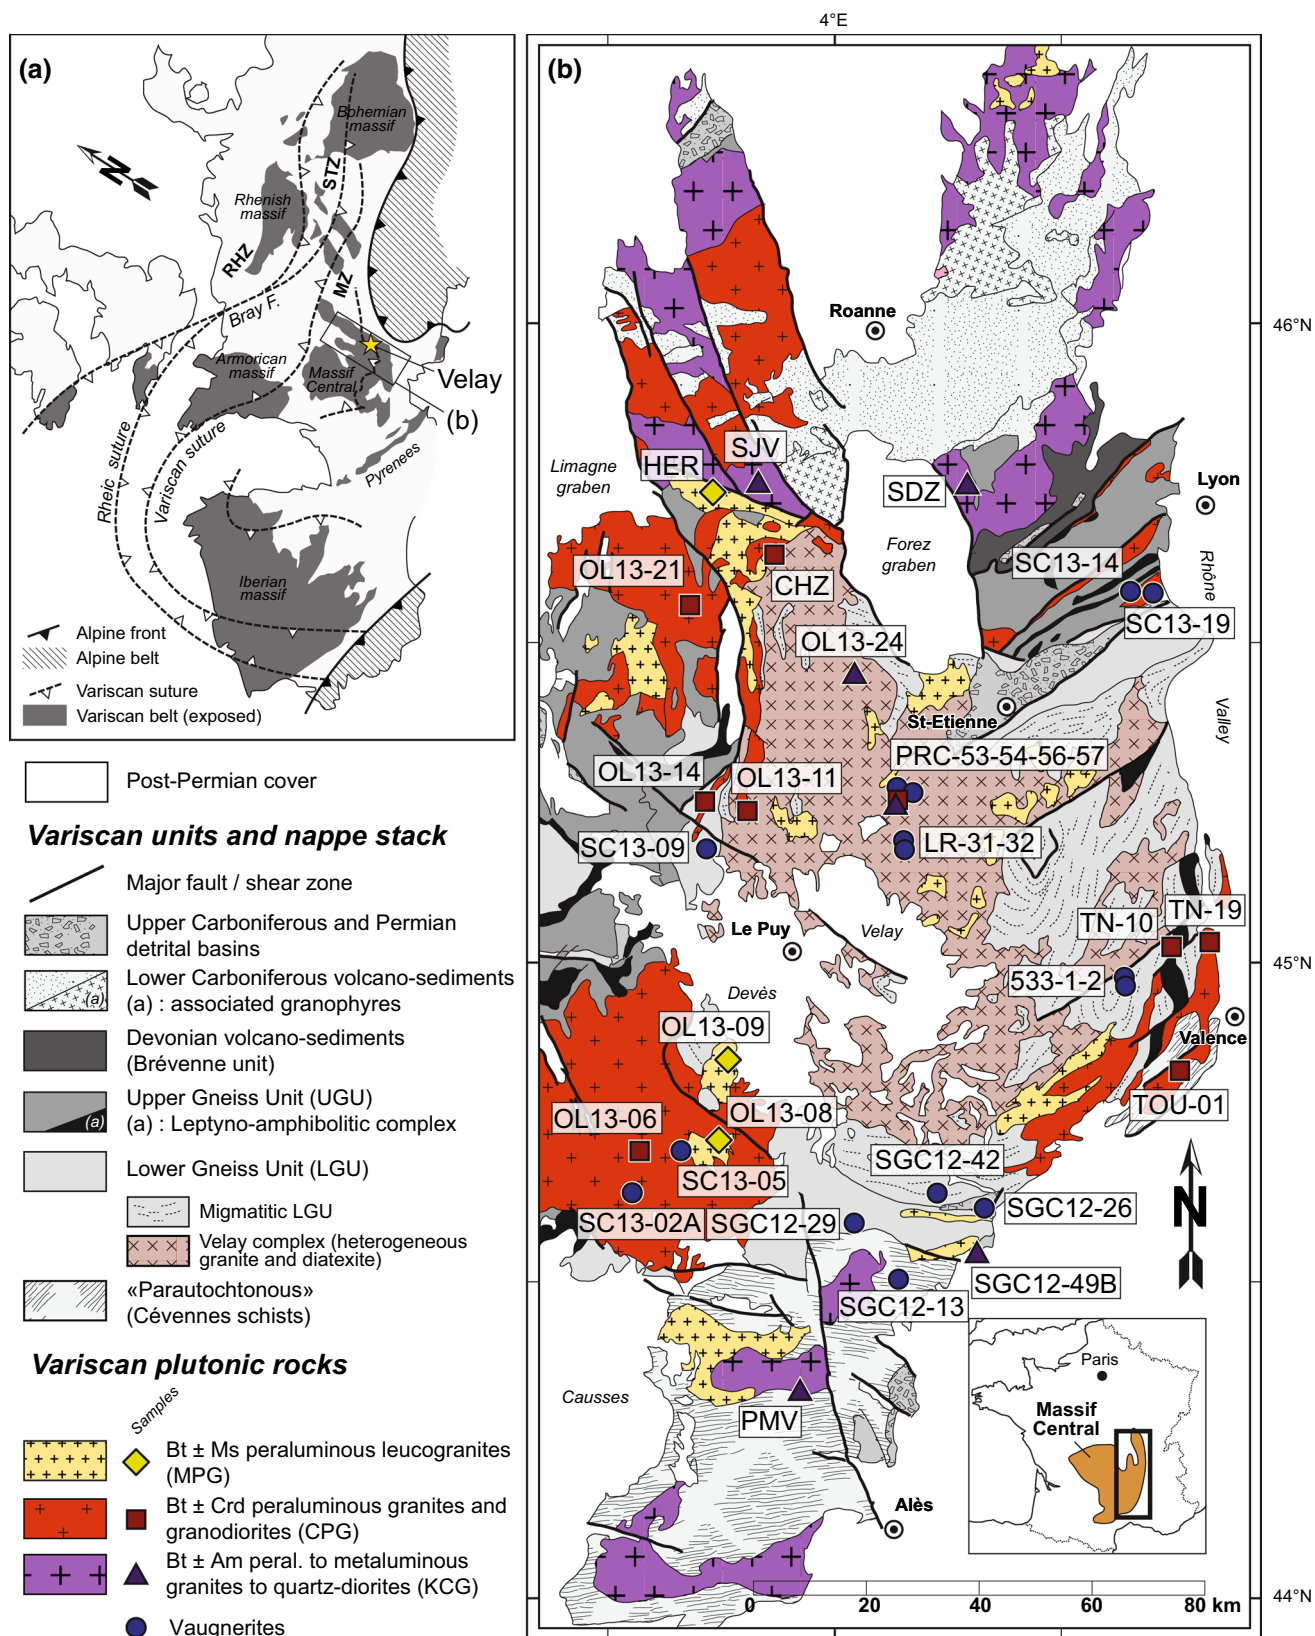 4°E
(a)
Bohemian
massif
STZ
N
Rhenish
massif
RHZ
MZ
Bray F.
Armorican
massif
Massif
Central
Velay
(b)
Rheic suture
Variscan suture
Pyrenees
Iberian
massif
Alpine front
Alpine belt
Variscan suture
Variscan belt (exposed)
Post-Permian cover
Variscan units and nappe stack
Major fault / shear zone
Upper Carboniferous and Permian
detrital basins
Lower Carboniferous volcano-sediments
(a) : associated granophyres
(a)
Devonian volcano-sediments
(Brévenne unit)
Upper Gneiss Unit (UGU)
(a) : Leptyno-amphibolitic complex
(a)
Lower Gneiss Unit (LGU)
Migmatitic LGU
Velay complex (heterogeneous
granite and diatexite)
«Parautochtonous»
(Cévennes schists)
Variscan plutonic rocks
Samples
Bt ± Ms peraluminous leucogranites
(MPG)
Bt ± Crd peraluminous granites and
granodiorites (CPG)
Bt ± Am peral. to metaluminous
granites to quartz-diorites (KCG)
Vaugnerites
(b)
Roanne
46°N
Limagne
graben
HER
SJV
SDZ
Lyon
Forez
graben
OL13-21
CHZ
SC13-14
Rhône
SC13-19
OL13-24
St-Etienne
Valley
PRC-53-54-56-57
OL13-14
OL13-11
SC13-09
LR-31-32
TN-19
TN-10
Le Puy
Velay
45°N
533-1-2
Devès
OL13-09
Valence
OL13-08
TOU-01
OL13-06
SC13-05
SGC12-42
SC13-02A
SGC12-29
SGC12-26
N
SGC12-49B
SGC12-13
Causses
PMV
Paris
Massif
Central
Alès
0 20 40 60 80 km
44°N